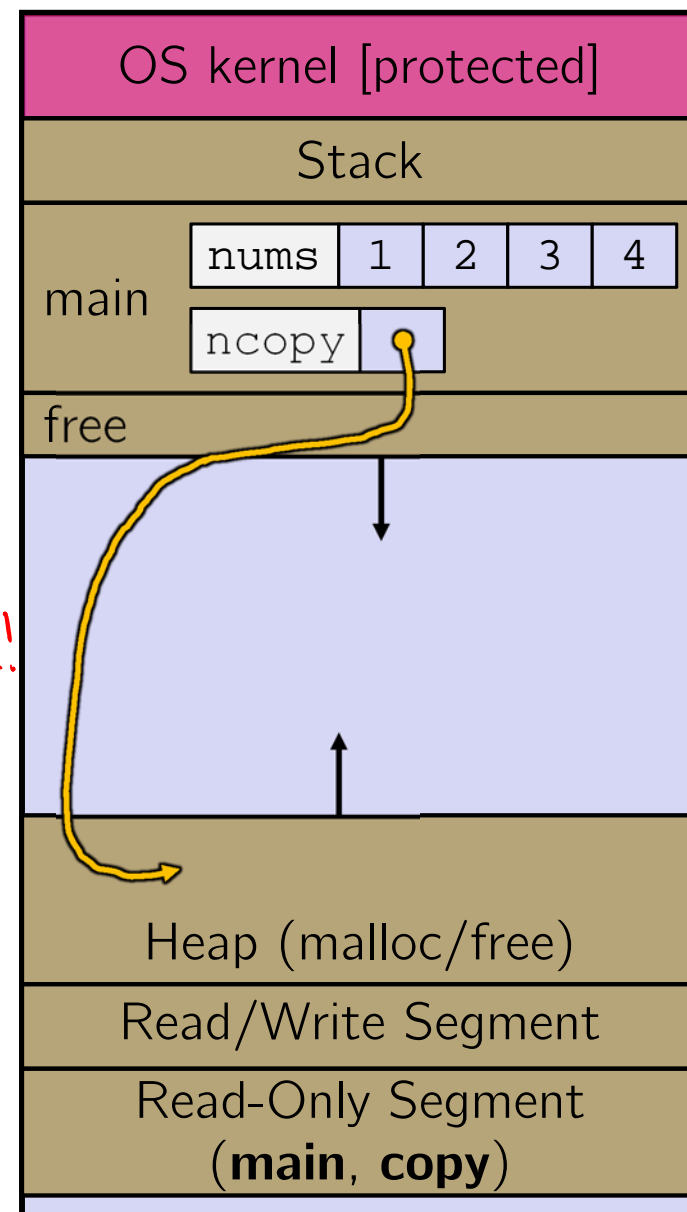 OS kernel [protected]
Stack
main
nums 1 2 3 4
ncopy
free
Heap (malloc/free)
Read/Write Segment
Read-Only Segment
(main, copy)